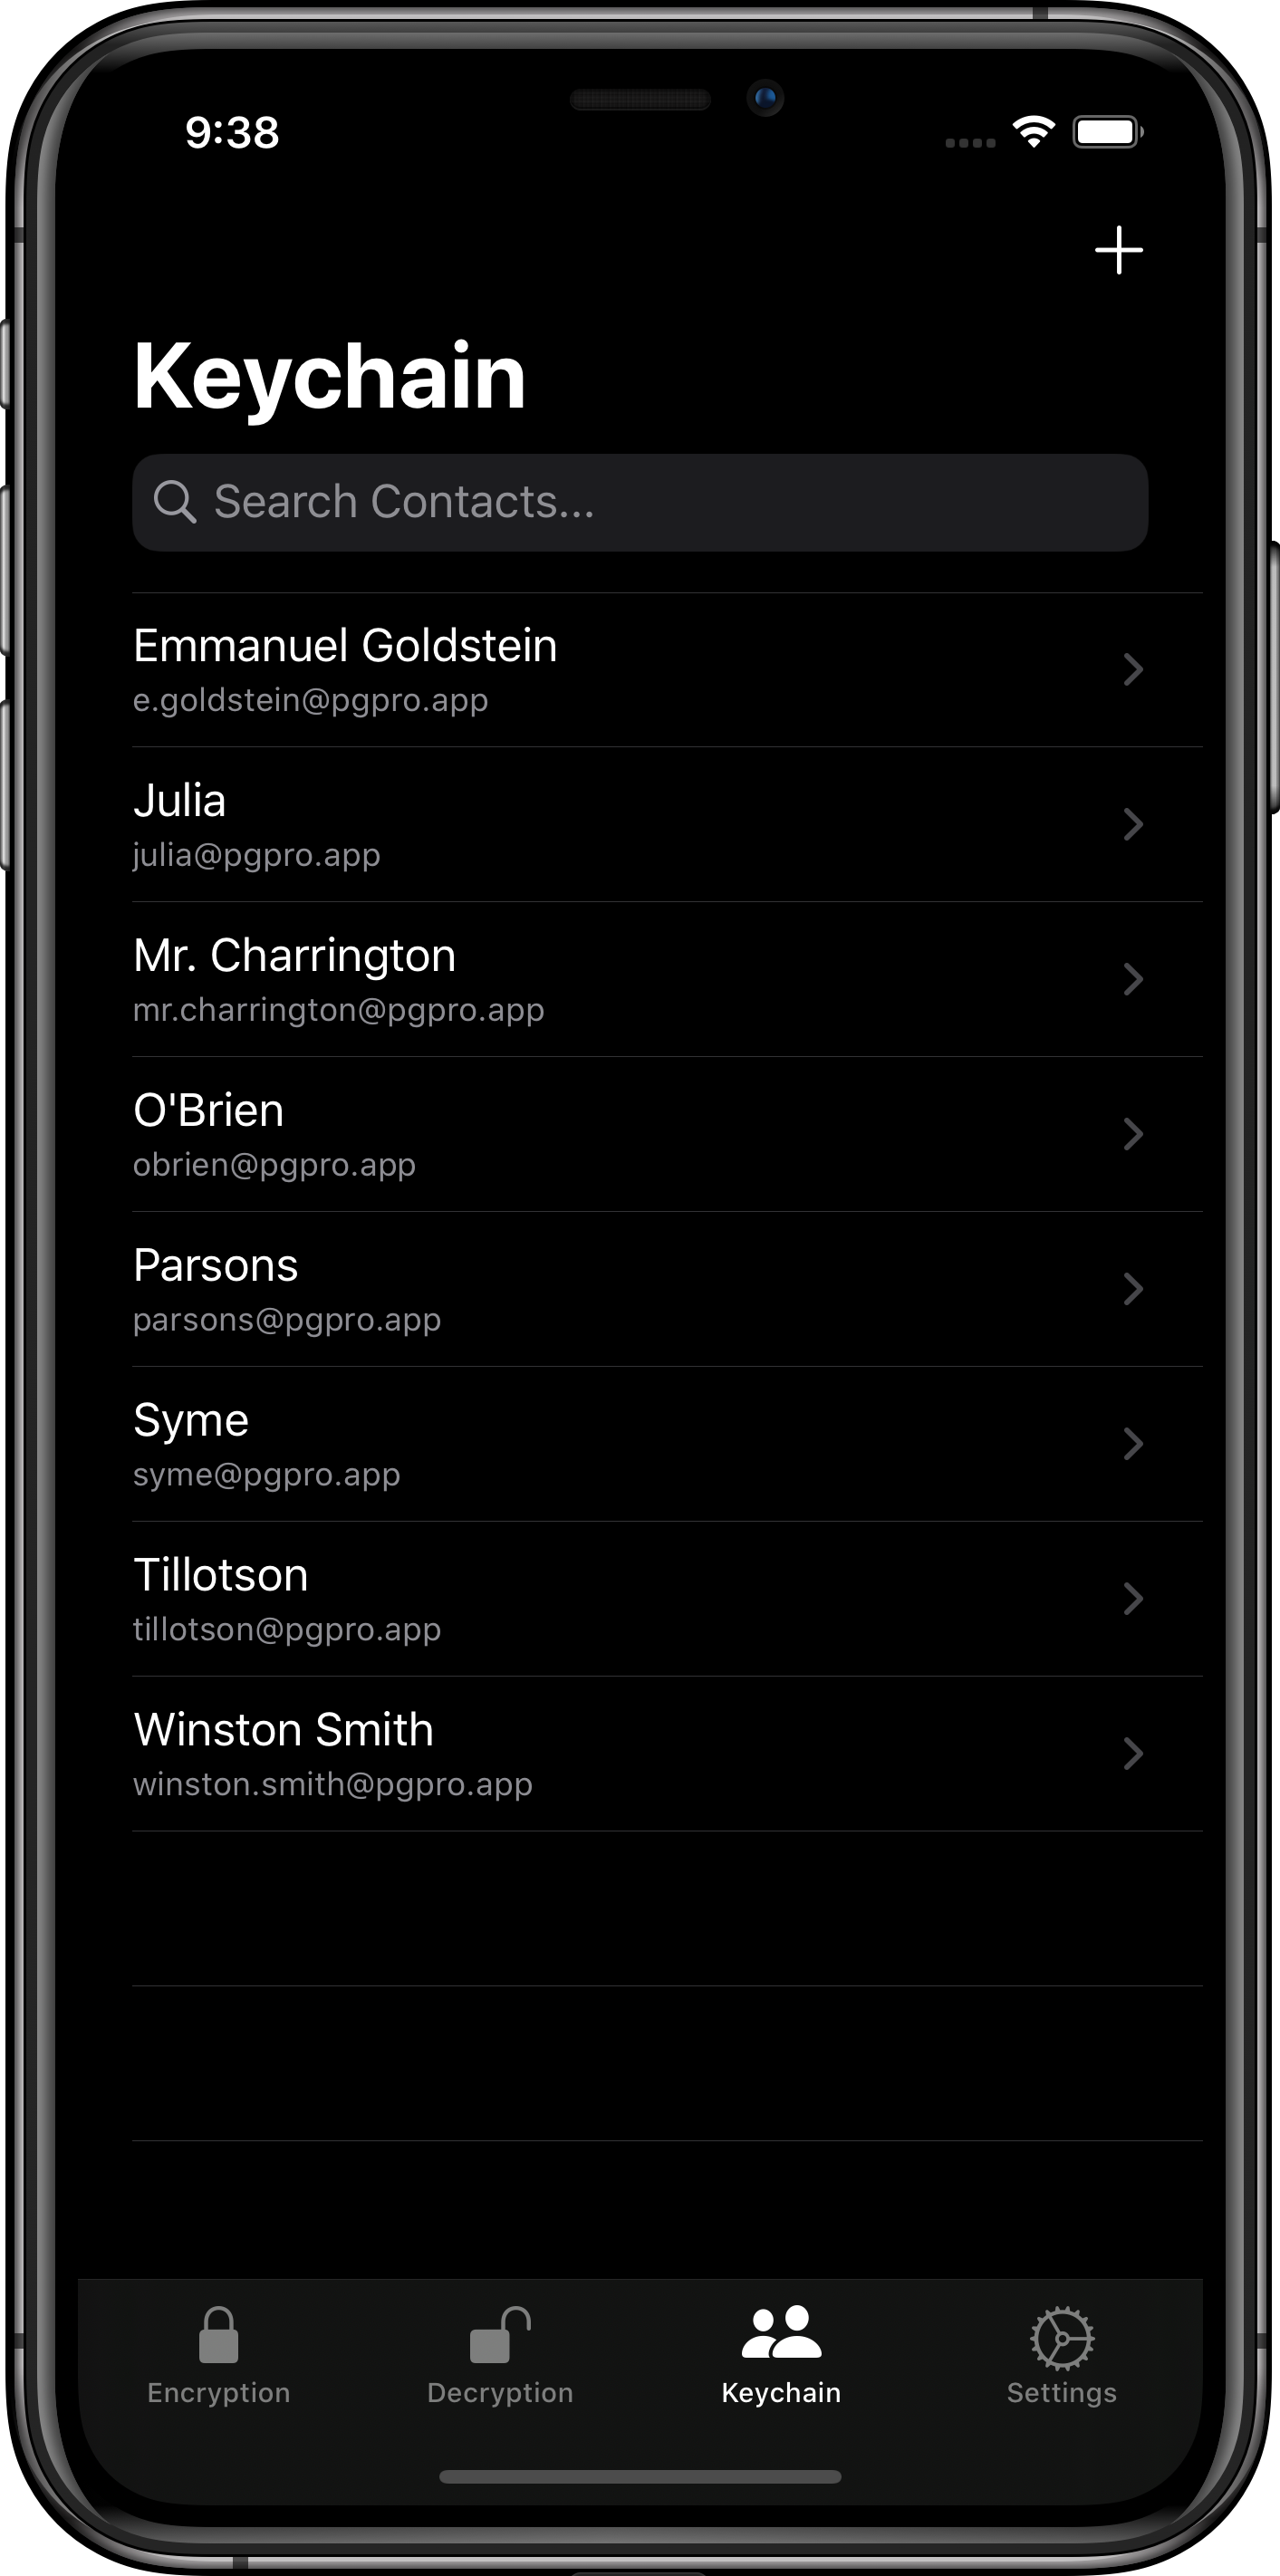 9:38
Keychain
Search Contacts...
Emmanuel Goldstein
e.goldstein@pgpro.app
Julia
julia@pgpro.app
Mr. Charrington
mr.charrington@pgpro.app
O'Brien
obrien@pgpro.app
Parsons
parsons@pgpro.app
Syme
syme@pgpro.app
Tillotson
tillotson@pgpro.app
Winston Smith
winston.smith@pgpro.app
Encryption Decryption Keychain Settings